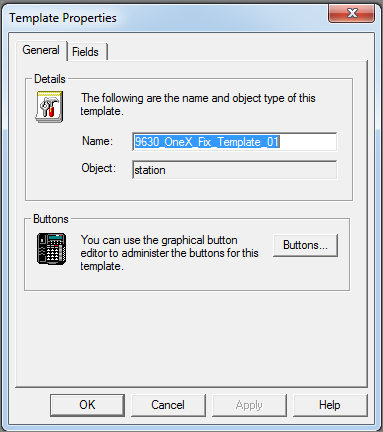 Template Properties
General Fields
Details
The following are the name and object type of this
template.
Name: 9630_OneX_Fix_Template_01
Object: station
Buttons
You can use the graphical button
editor to administer the buttons for this
template.
Buttons...
OK Cancel Apply Help